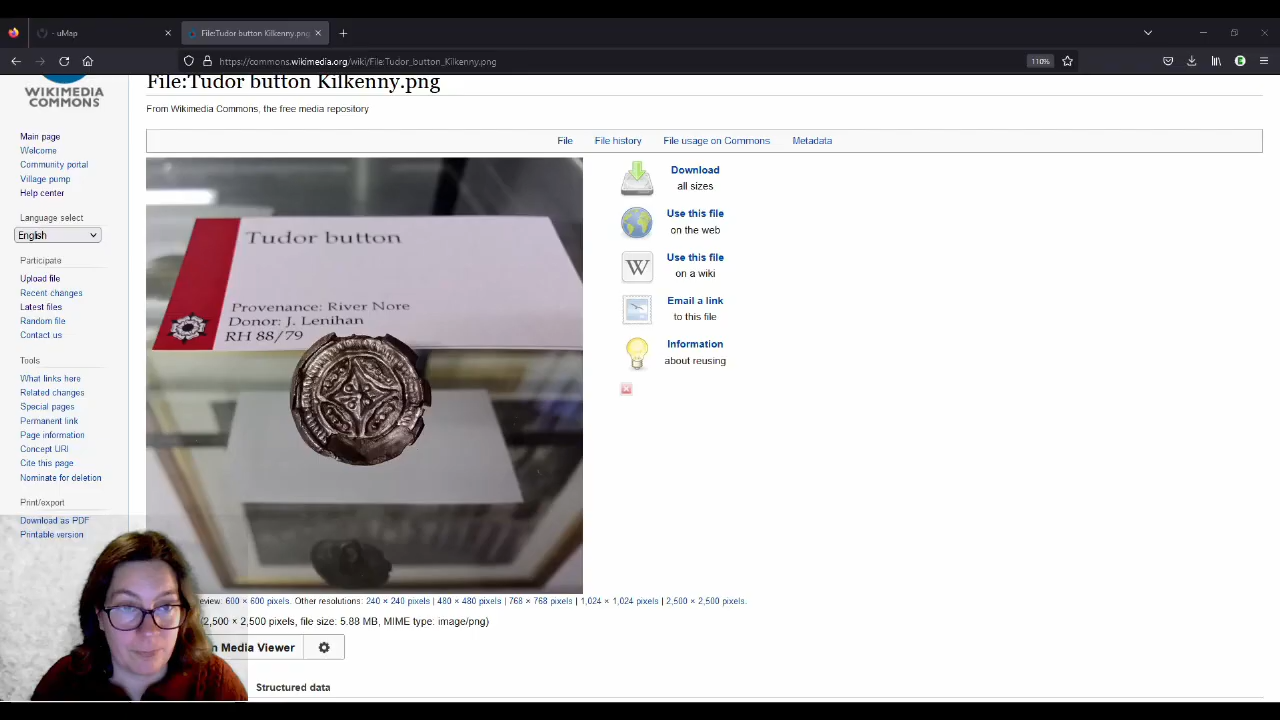 - uMap
File:Tudor button Kilkenny.png
https://commons.wikimedia.org/wiki/File:Tudor_button_Kilkenny.png
110%
WIKIMEDIA
COMMONS
Main page
Welcome
Community portal
Village pump
Help center
Language select
English
Participate
Upload file
Recent changes
Latest files
Random file
Contact us
Tools
What links here
Related changes
Special pages
Permanent link
Page information
Concept URI
Cite this page
Nominate for deletion
Print/export
Download as PDF
Printable version
File:Tudor button Kilkenny.png
From Wikimedia Commons, the free media repository
File
File history
File usage on Commons
Metadata
Tudor button
Provenance: River Nore
Donor: J. Lenihan
RH 88/79
Download
all sizes
Use this file
on the web
W
Use this file
on a wiki
Email a link
to this file
Information
about reusing
eview: 600 × 600 pixels. Other resolutions: 240 × 240 pixels | 480 × 480 pixels | 768 × 768 pixels | 1,024 × 1,024 pixels | 2,500 × 2,500 pixels.
(2,500 × 2,500 pixels, file size: 5.88 MB, MIME type: image/png)
n Media Viewer
Structured data